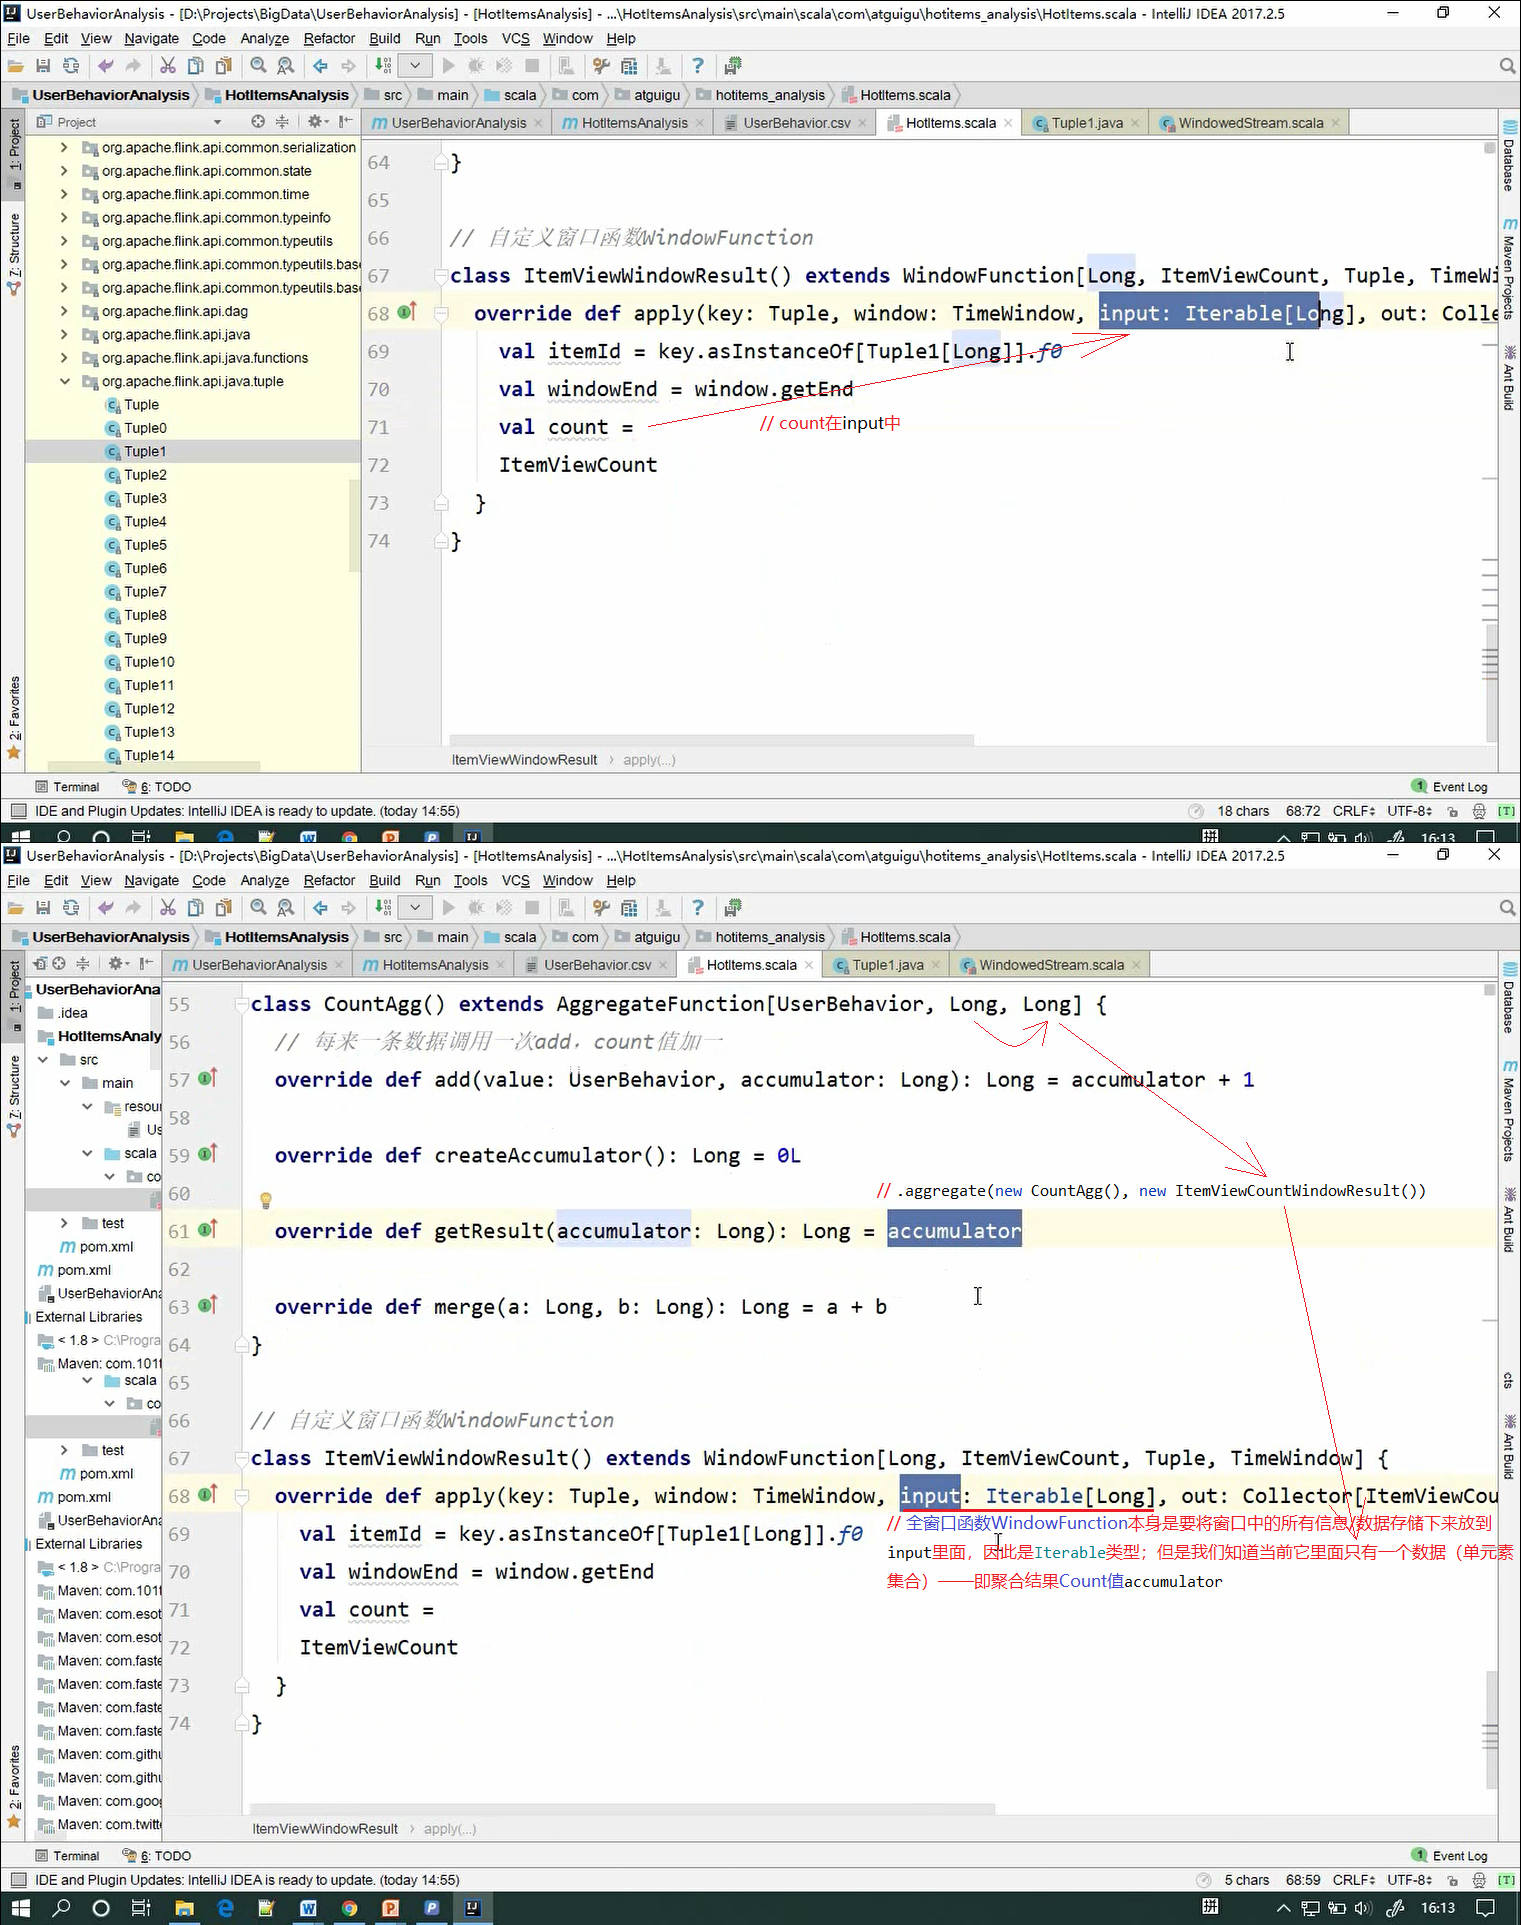 UserBehaviorAnalysis - [D:\Projects\BigData\UserBehaviorAnalysis] - [HotItemsAnalysis] - ...\HotItemsAnalysis\src\main\scala\com\atguigu\hotitems_analysis\HotItems.scala - IntelliJ IDEA 2017.2.5
File Edit View Navigate Code Analyze Refactor Build Run Tools VCS Window Help
UserBehaviorAnalysis HotItemsAnalysis src main scala com atguigu hotitems_analysis HotItems.scala
Project UserBehaviorAnalysis HotItemsAnalysis UserBehavior.csv HotItems.scala Tuple1.java WindowedStream.scala
1: Project
7: Structure
2: Favorites
org.apache.flink.api.common.serialization
org.apache.flink.api.common.state
org.apache.flink.api.common.time
org.apache.flink.api.common.typeinfo
org.apache.flink.api.common.typeutils
org.apache.flink.api.common.typeutils.base
org.apache.flink.api.common.typeutils.base
org.apache.flink.api.dag
org.apache.flink.api.java
org.apache.flink.api.java.functions
org.apache.flink.api.java.tuple
Tuple
Tuple0
Tuple1
Tuple2
Tuple3
Tuple4
Tuple5
Tuple6
Tuple7
Tuple8
Tuple9
Tuple10
Tuple11
Tuple12
Tuple13
Tuple14
64 }
65
66 // 自定义窗口函数WindowFunction
67 class ItemViewWindowResult() extends WindowFunction[Long, ItemViewCount, Tuple, TimeWi
68 override def apply(key: Tuple, window: TimeWindow, input: Iterable[Long], out: Colle
69 val itemId = key.asInstanceOf[Tuple1[Long]].f0
70 val windowEnd = window.getEnd
71 val count =
// count在input中
72 ItemViewCount
73 }
74 }
Database
Maven Projects
Ant Build
ItemViewWindowResult apply(...)
Terminal 6: TODO 1 Event Log
IDE and Plugin Updates: IntelliJ IDEA is ready to update. (today 14:55) 18 chars 68:72 CRLF UTF-8 [T]
拼 16:13
UserBehaviorAnalysis - [D:\Projects\BigData\UserBehaviorAnalysis] - [HotItemsAnalysis] - ...\HotItemsAnalysis\src\main\scala\com\atguigu\hotitems_analysis\HotItems.scala - IntelliJ IDEA 2017.2.5
File Edit View Navigate Code Analyze Refactor Build Run Tools VCS Window Help
UserBehaviorAnalysis HotItemsAnalysis src main scala com atguigu hotitems_analysis HotItems.scala
UserBehaviorAnalysis HotItemsAnalysis UserBehavior.csv HotItems.scala Tuple1.java WindowedStream.scala
1: Project
7: Structure
2: Favorites
UserBehaviorAna
.idea
HotItemsAnaly
src
main
resou
Us
scala
co
test
pom.xml
pom.xml
UserBehaviorAna
External Libraries
< 1.8 > C:\Progra
Maven: com.101t
scala
co
test
pom.xml
pom.xml
UserBehaviorAna
External Libraries
< 1.8 > C:\Progra
Maven: com.101t
Maven: com.esot
Maven: com.esot
Maven: com.faste
Maven: com.faste
Maven: com.faste
Maven: com.faste
Maven: com.githu
Maven: com.githu
Maven: com.goog
Maven: com.twitte
55 class CountAgg() extends AggregateFunction[UserBehavior, Long, Long] {
56 // 每来一条数据调用一次add，count值加一
57 override def add(value: UserBehavior, accumulator: Long): Long = accumulator + 1
58
59 override def createAccumulator(): Long = 0L
60
// .aggregate(new CountAgg(), new ItemViewCountWindowResult())
61 override def getResult(accumulator: Long): Long = accumulator
62
63 override def merge(a: Long, b: Long): Long = a + b
64 }
65
66 // 自定义窗口函数WindowFunction
67 class ItemViewWindowResult() extends WindowFunction[Long, ItemViewCount, Tuple, TimeWindow] {
68 override def apply(key: Tuple, window: TimeWindow, input: Iterable[Long], out: Collector[ItemViewCou
69 val itemId = key.asInstanceOf[Tuple1[Long]].f0
// 全窗口函数WindowFunction本身是要将窗口中的所有信息/数据存储下来放到
input里面，因此是Iterable类型；但是我们知道当前它里面只有一个数据（单元素
集合）——即聚合结果Count值accumulator
70 val windowEnd = window.getEnd
71 val count =
72 ItemViewCount
73 }
74 }
Database
Maven Projects
Ant Build
cts
Ant Build
ItemViewWindowResult apply(...)
Terminal 6: TODO 1 Event Log
IDE and Plugin Updates: IntelliJ IDEA is ready to update. (today 14:55) 5 chars 68:59 CRLF UTF-8 [T]
拼 16:13